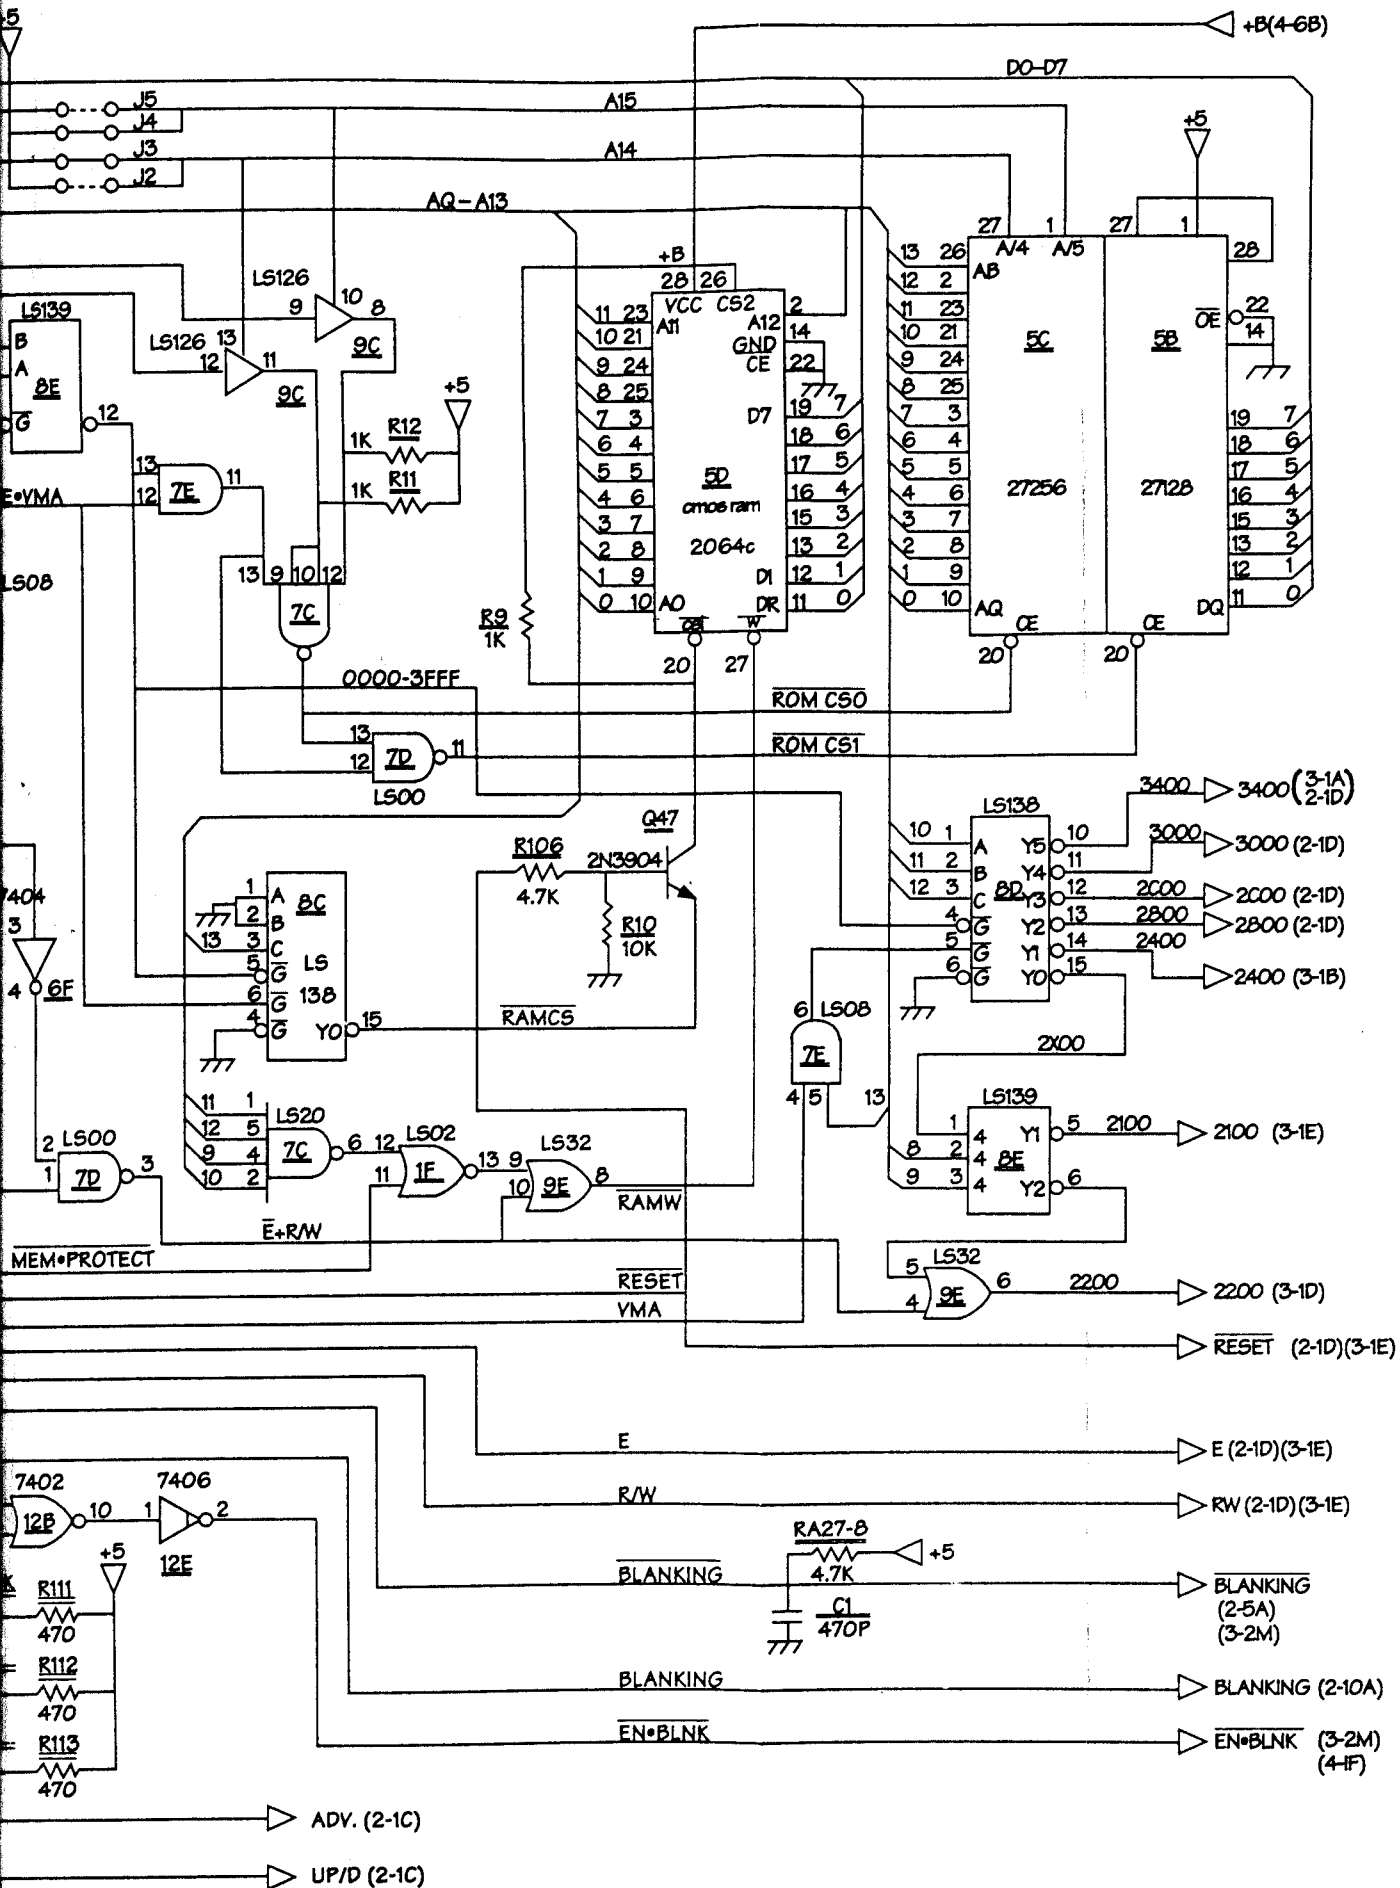 +5
+B(4-6B)
D0-D7
J5
A15
J4
J3
A14
J2
AQ-A13
+5
27 1 27 1
A/4 A/5
28
+B
28 26
VCC CS2
LS126
10
9 8
9C
LS139
LS126 13
12 11
9C
B
A
8E
G
12
+5
R12
1K
R11
1K
13
12
7E
11
E•VMA
LS08
13 9 10 12
7C
11 23 A11
10 21
9 24
8 25
7 3
6 4
5 5
4 6
3 7
2 8
1 9
0 10 A0
A12 2
GND 14
CE 22
D7 19 7
18 6
17 5
16 4
15 3
13 2
D1 12 1
DR 11 0
5D
cmos ram
2064c
W
20 27
R9
1K
13 26 AB
12 2
11 23
10 21
9 24
8 25
7 3
6 4
5 5
4 6
3 7
2 8
1 9
0 10 AQ
5C
27256
5B
27128
OE 22
14
19 7
18 6
17 5
16 4
15 3
13 2
12 1
DQ 11 0
CE CE
20 20
0000-3FFF
ROM CS0
ROM CS1
13
12
7D
11
LS00
Q47
2N3904
R106
4.7K
R10
10K
7404
3
4
6F
1 A
2 B
13 3 C
5 G
6 G
4 G
8C
LS
138
Y0 15
RAMCS
LS138
10 1 A
11 2 B
12 3 C
4 G
5 G
6 G
8D
Y5 10 3400
Y4 11 3000
Y3 12 2C00
Y2 13 2800
Y1 14 2400
Y0 15
3400 (3-1A 2-1D)
3000 (2-1D)
2C00 (2-1D)
2800 (2-1D)
2400 (3-1B)
6 LS08
7E
4 5
13
2X00
LS139
1 4
8 2 4
9 3 4
8E
Y1 5 2100
Y2 6
2100 (3-1E)
11 1
12 5
9 4
10 2
LS20
7C
6
LS02
12
11
1F
13
LS32
9
10
9E
8
RAMW
LS00
2
1
7D
3
E+R/W
MEM•PROTECT
RESET
VMA
LS32
5
4
9E
6 2200
2200 (3-1D)
RESET (2-1D)(3-1E)
E
E (2-1D)(3-1E)
R/W
RW (2-1D)(3-1E)
7402
12B
10
7406
1 2
12E
RA27-8
4.7K
+5
BLANKING
C1
470P
BLANKING
(2-5A)
(3-2M)
+5
R111
470
R112
470
R113
470
BLANKING
BLANKING (2-10A)
EN•BLNK
EN•BLNK (3-2M)
(4-1F)
ADV. (2-1C)
UP/D (2-1C)